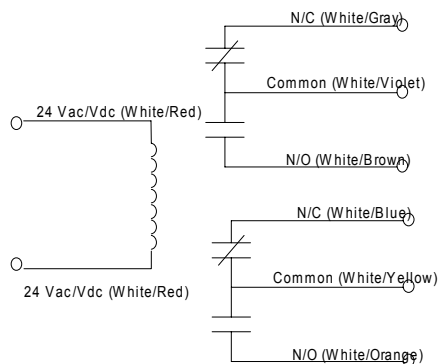 N/C (White/Gray)
Common (White/Violet)
24 Vac/Vdc (White/Red)
N/O (White/Brown)
N/C (White/Blue)
Common (White/Yellow)
24 Vac/Vdc (White/Red)
N/O (White/Orange)